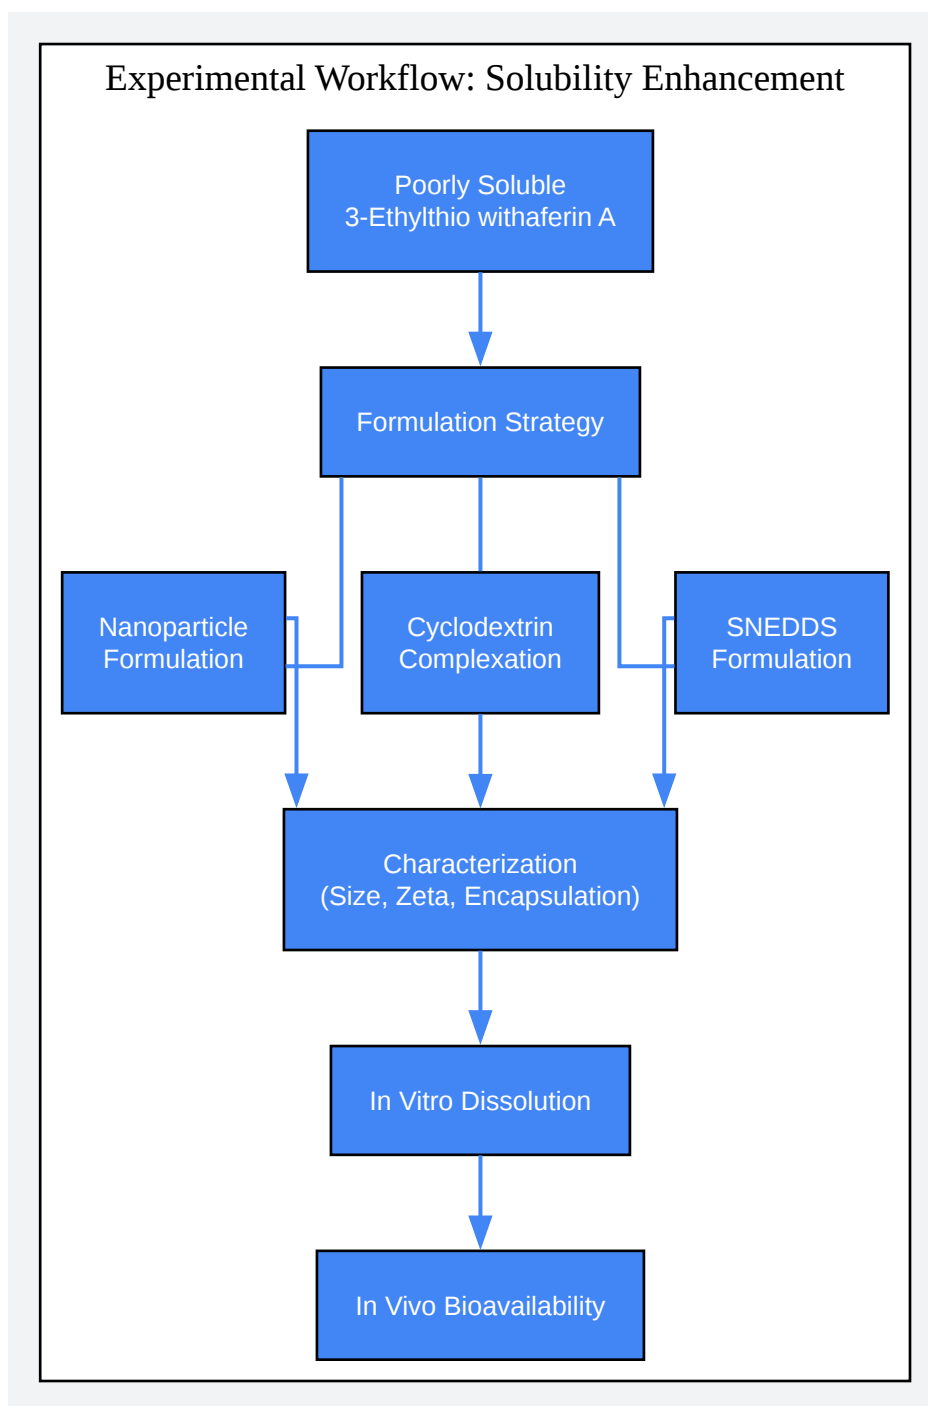 Experimental Workflow: Solubility Enhancement
Poorly Soluble
3-Ethylthio withaferin A
Formulation Strategy
Nanoparticle
Formulation
Cyclodextrin
Complexation
SNEDDS
Formulation
Characterization
(Size, Zeta, Encapsulation)
In Vitro Dissolution
In Vivo Bioavailability